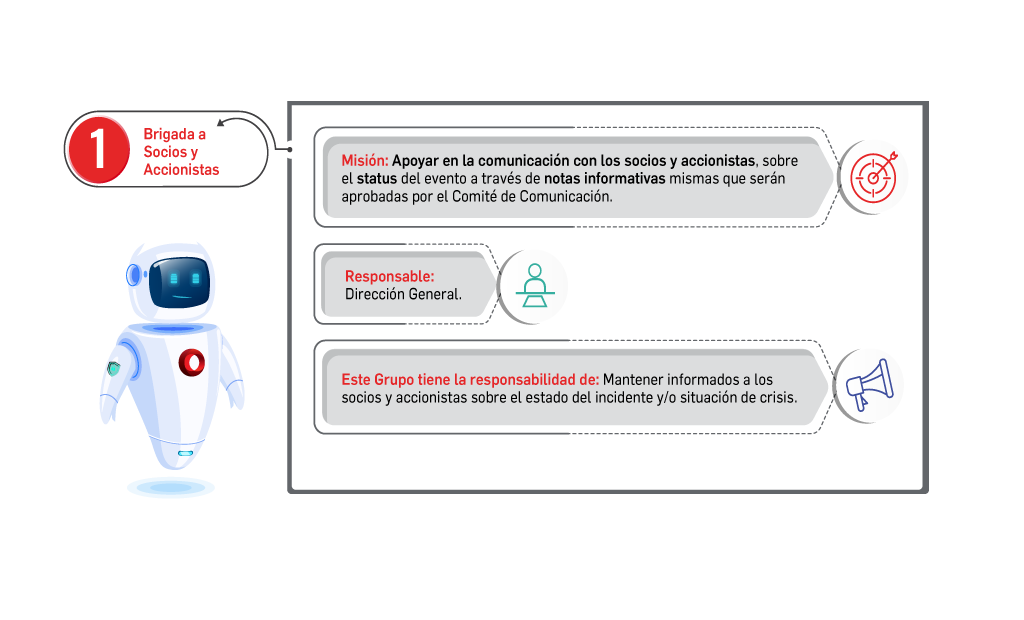 1
Brigada a
Socios y
Accionistas
Misión: Apoyar en la comunicación con los socios y accionistas, sobre
el status del evento a través de notas informativas mismas que serán
aprobadas por el Comité de Comunicación.
Responsable:
Dirección General.
Este Grupo tiene la responsabilidad de: Mantener informados a los
socios y accionistas sobre el estado del incidente y/o situación de crisis.